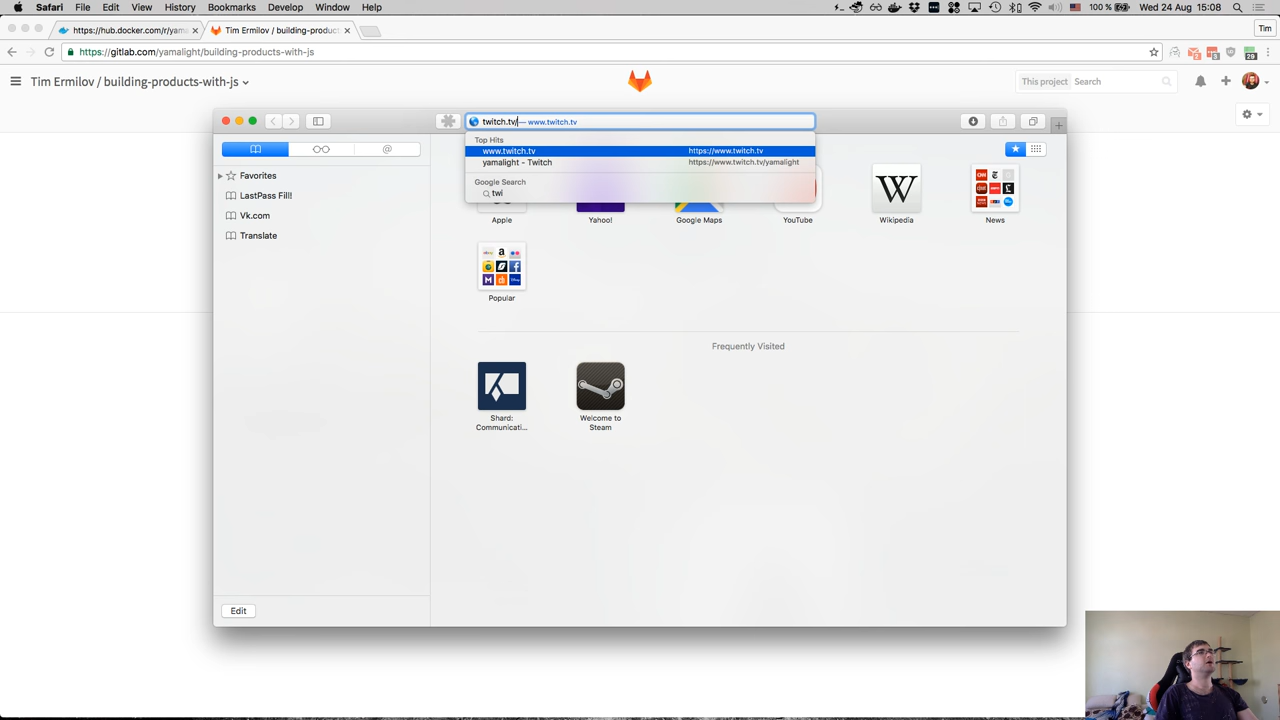 Safari File Edit View History Bookmarks Develop Window Help 100 % Wed 24 Aug 15:08
https://hub.docker.com/r/yama × Tim Ermilov / building-produc × Tim
https://gitlab.com/yamalight/building-products-with-js
Tim Ermilov / building-products-with-js This project Search
twitch.tv/ — www.twitch.tv
Top Hits
www.twitch.tv https://www.twitch.tv
yamalight - Twitch https://www.twitch.tv/yamalight
Google Search
twi
Favorites
LastPass Fill!
Vk.com
Translate
Apple Yahoo! Google Maps YouTube Wikipedia News
Popular
Frequently Visited
Shard: Welcome to
Communicati... Steam
Edit